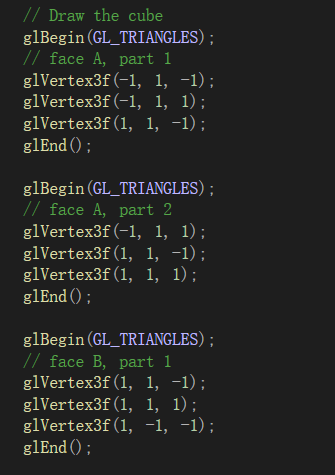 // Draw the cube
glBegin(GL_TRIANGLES);
// face A, part 1
glVertex3f(-1, 1, -1);
glVertex3f(-1, 1, 1);
glVertex3f(1, 1, -1);
glEnd();
glBegin(GL_TRIANGLES);
// face A, part 2
glVertex3f(-1, 1, 1);
glVertex3f(1, 1, -1);
glVertex3f(1, 1, 1);
glEnd();
glBegin(GL_TRIANGLES);
// face B, part 1
glVertex3f(1, 1, -1);
glVertex3f(1, 1, 1);
glVertex3f(1, -1, -1);
glEnd();